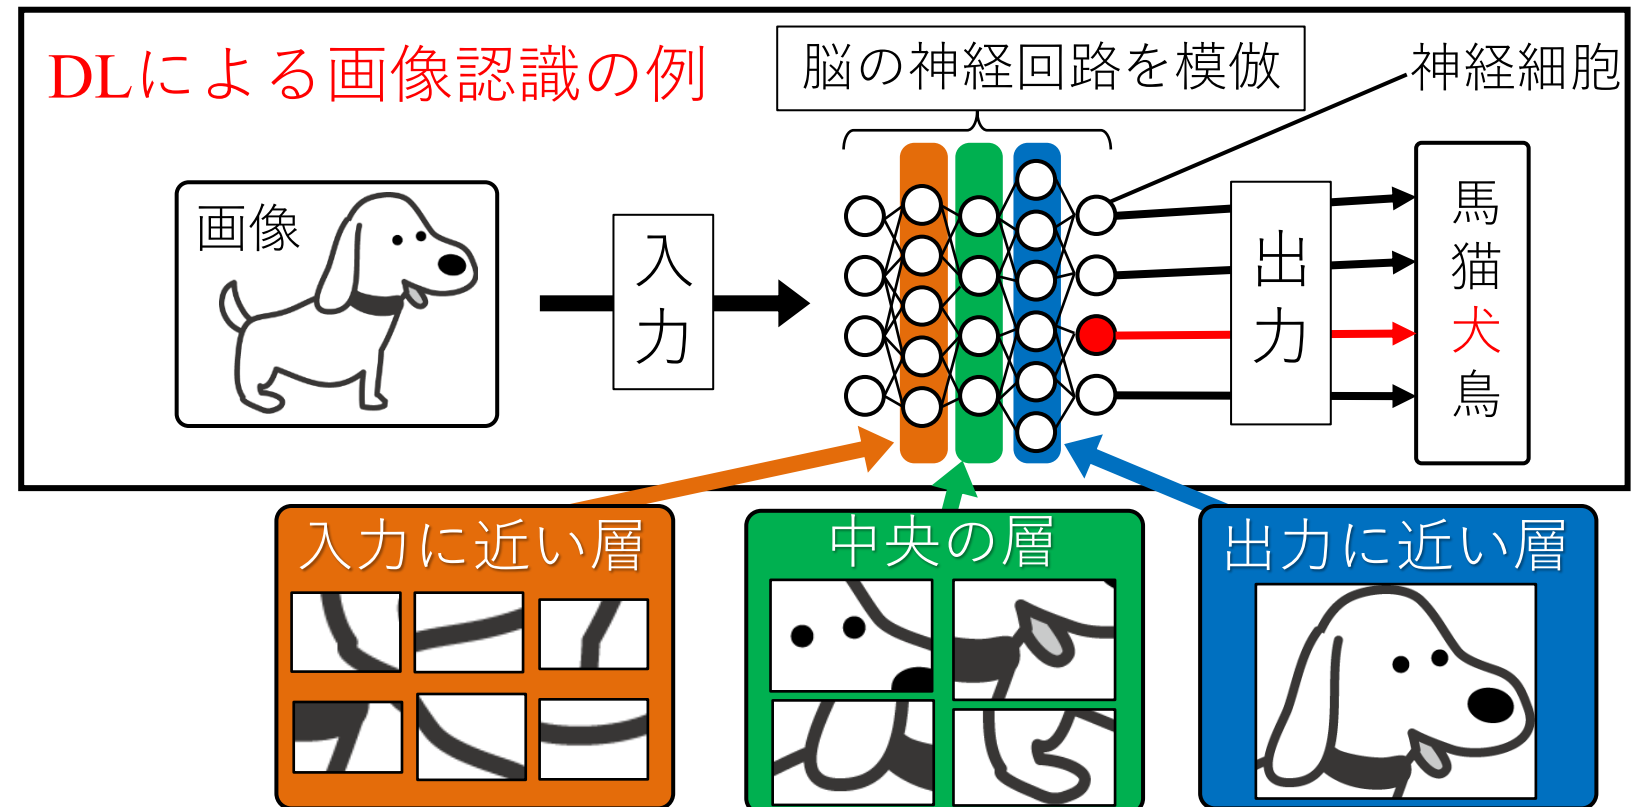 DLによる画像認識の例
脳の神経回路を模倣
神経細胞
画像
入力
出力
馬
猫
犬
鳥
入力に近い層
中央の層
出力に近い層